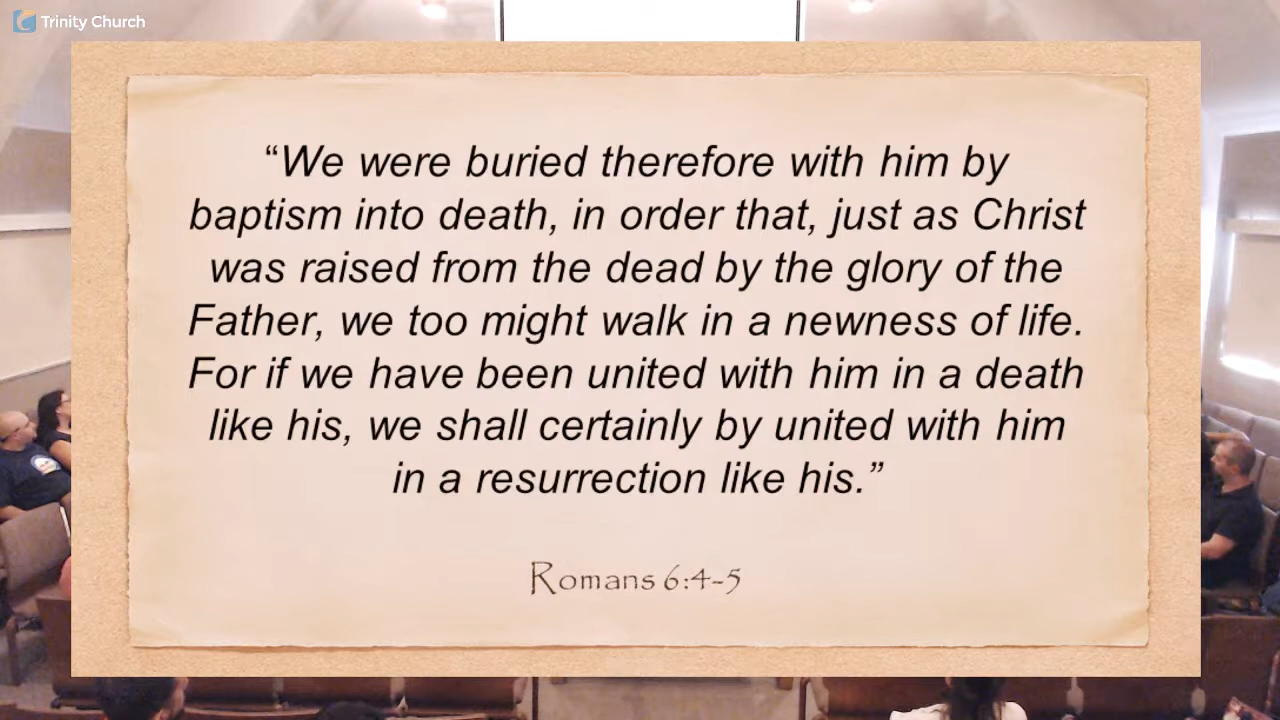 Trinity Church
“We were buried therefore with him by
baptism into death, in order that, just as Christ
was raised from the dead by the glory of the
Father, we too might walk in a newness of life.
For if we have been united with him in a death
like his, we shall certainly by united with him
in a resurrection like his.”
Romans 6:4-5